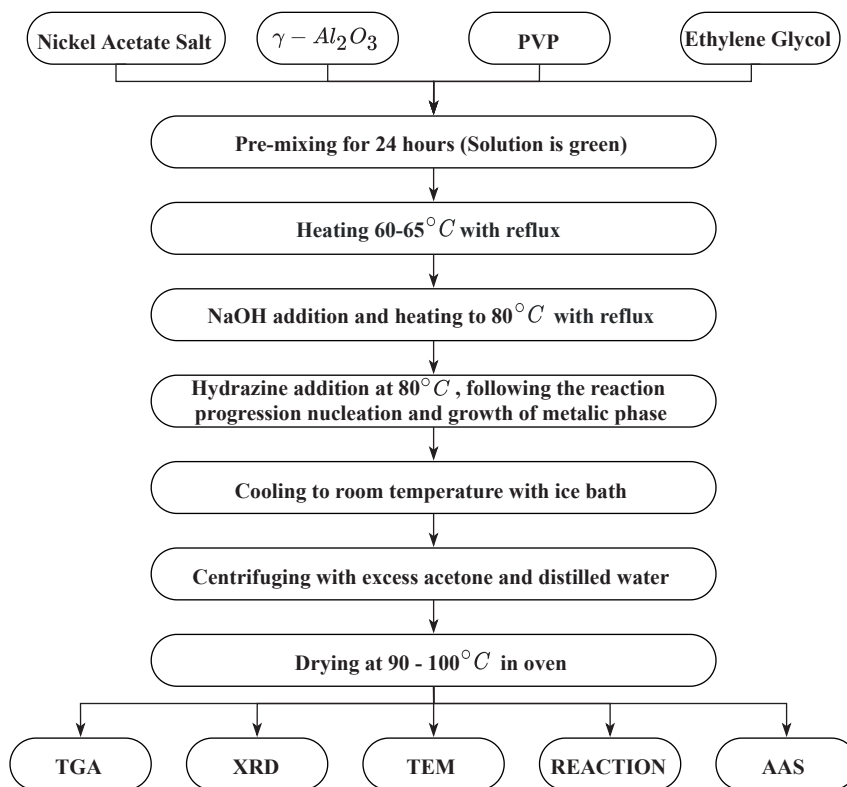 Nickel Acetate Salt
γ − Al₂O₃
PVP
Ethylene Glycol
Pre-mixing for 24 hours (Solution is green)
Heating 60-65°C with reflux
NaOH addition and heating to 80°C with reflux
Hydrazine addition at 80°C , following the reaction
progression nucleation and growth of metalic phase
Cooling to room temperature with ice bath
Centrifuging with excess acetone and distilled water
Drying at 90 - 100°C in oven
TGA
XRD
TEM
REACTION
AAS